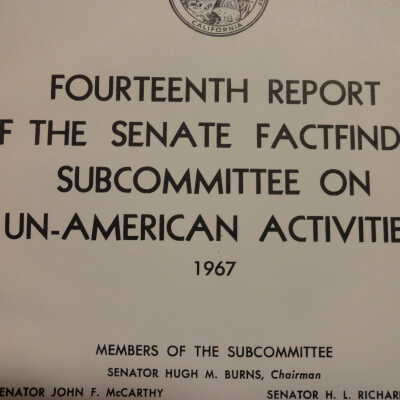 CALIFORNIA
FOURTEENTH REPORT
F THE SENATE FACTFIND
SUBCOMMITTEE ON
UN-AMERICAN ACTIVITIE
1967
MEMBERS OF THE SUBCOMMITTEE
SENATOR HUGH M. BURNS, Chairman
ENATOR JOHN F. McCARTHY SENATOR H. L. RICHAR